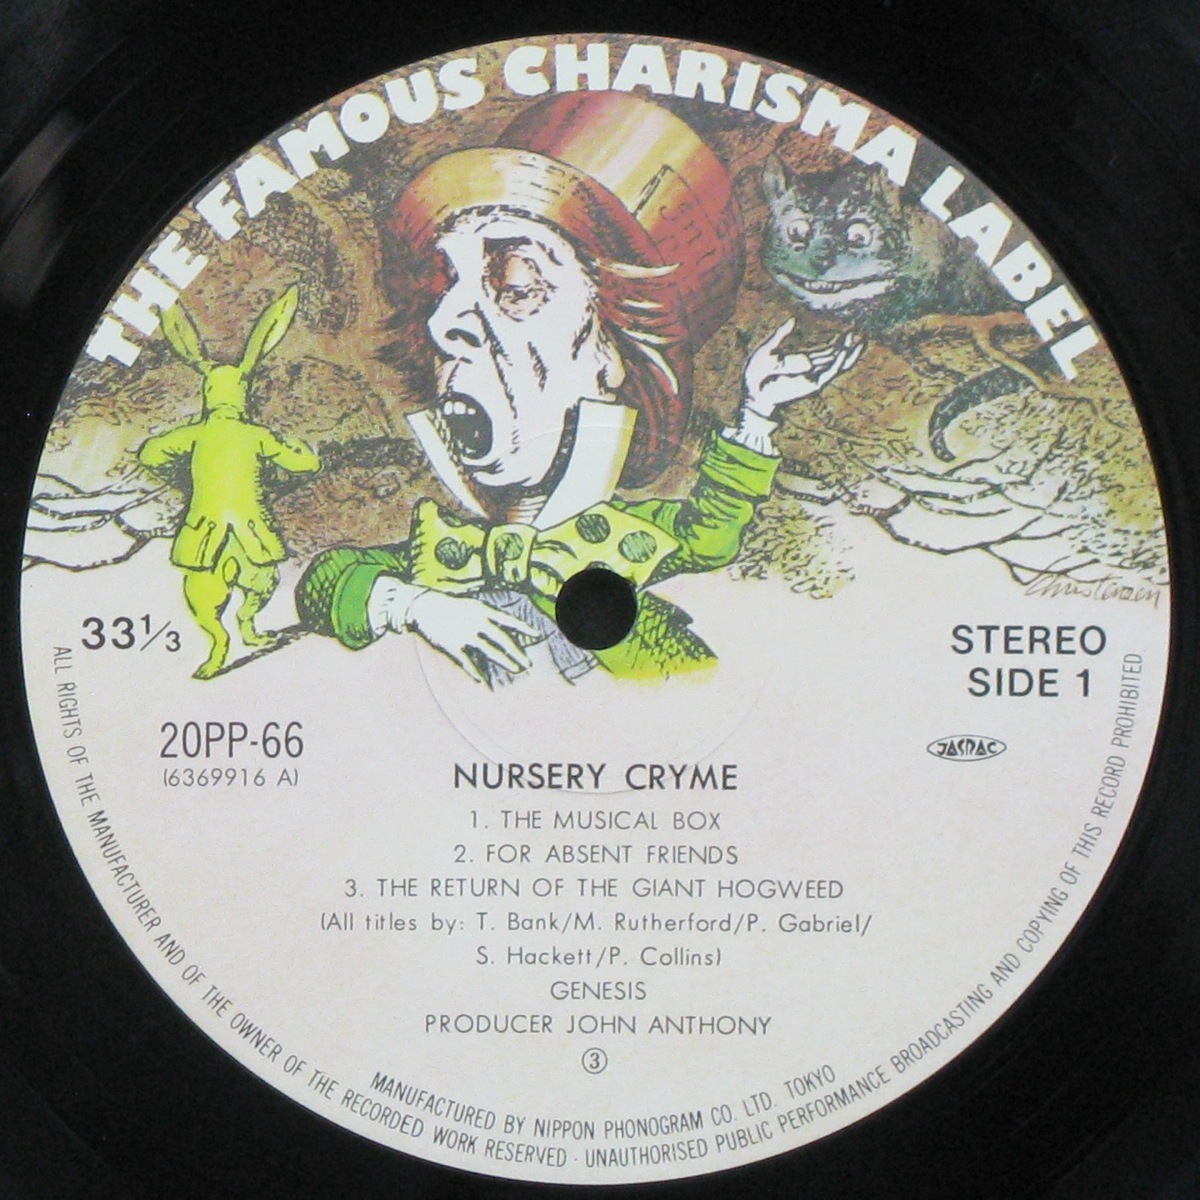 THE FAMOUS CHARISMA LABEL
Christensen
33 1/3
STEREO
SIDE 1
20PP-66
(6369916 A)
JASRAC
NURSERY CRYME
1. THE MUSICAL BOX
2. FOR ABSENT FRIENDS
3. THE RETURN OF THE GIANT HOGWEED
(All titles by: T. Bank/M. Rutherford/P. Gabriel/
S. Hackett/P. Collins)
GENESIS
PRODUCER JOHN ANTHONY
③
MANUFACTURED BY NIPPON PHONOGRAM CO. LTD. TOKYO
ALL RIGHTS OF THE MANUFACTURER AND OF THE OWNER OF THE RECORDED WORK RESERVED · UNAUTHORISED PUBLIC PERFORMANCE BROADCASTING AND COPYING OF THIS RECORD PROHIBITED